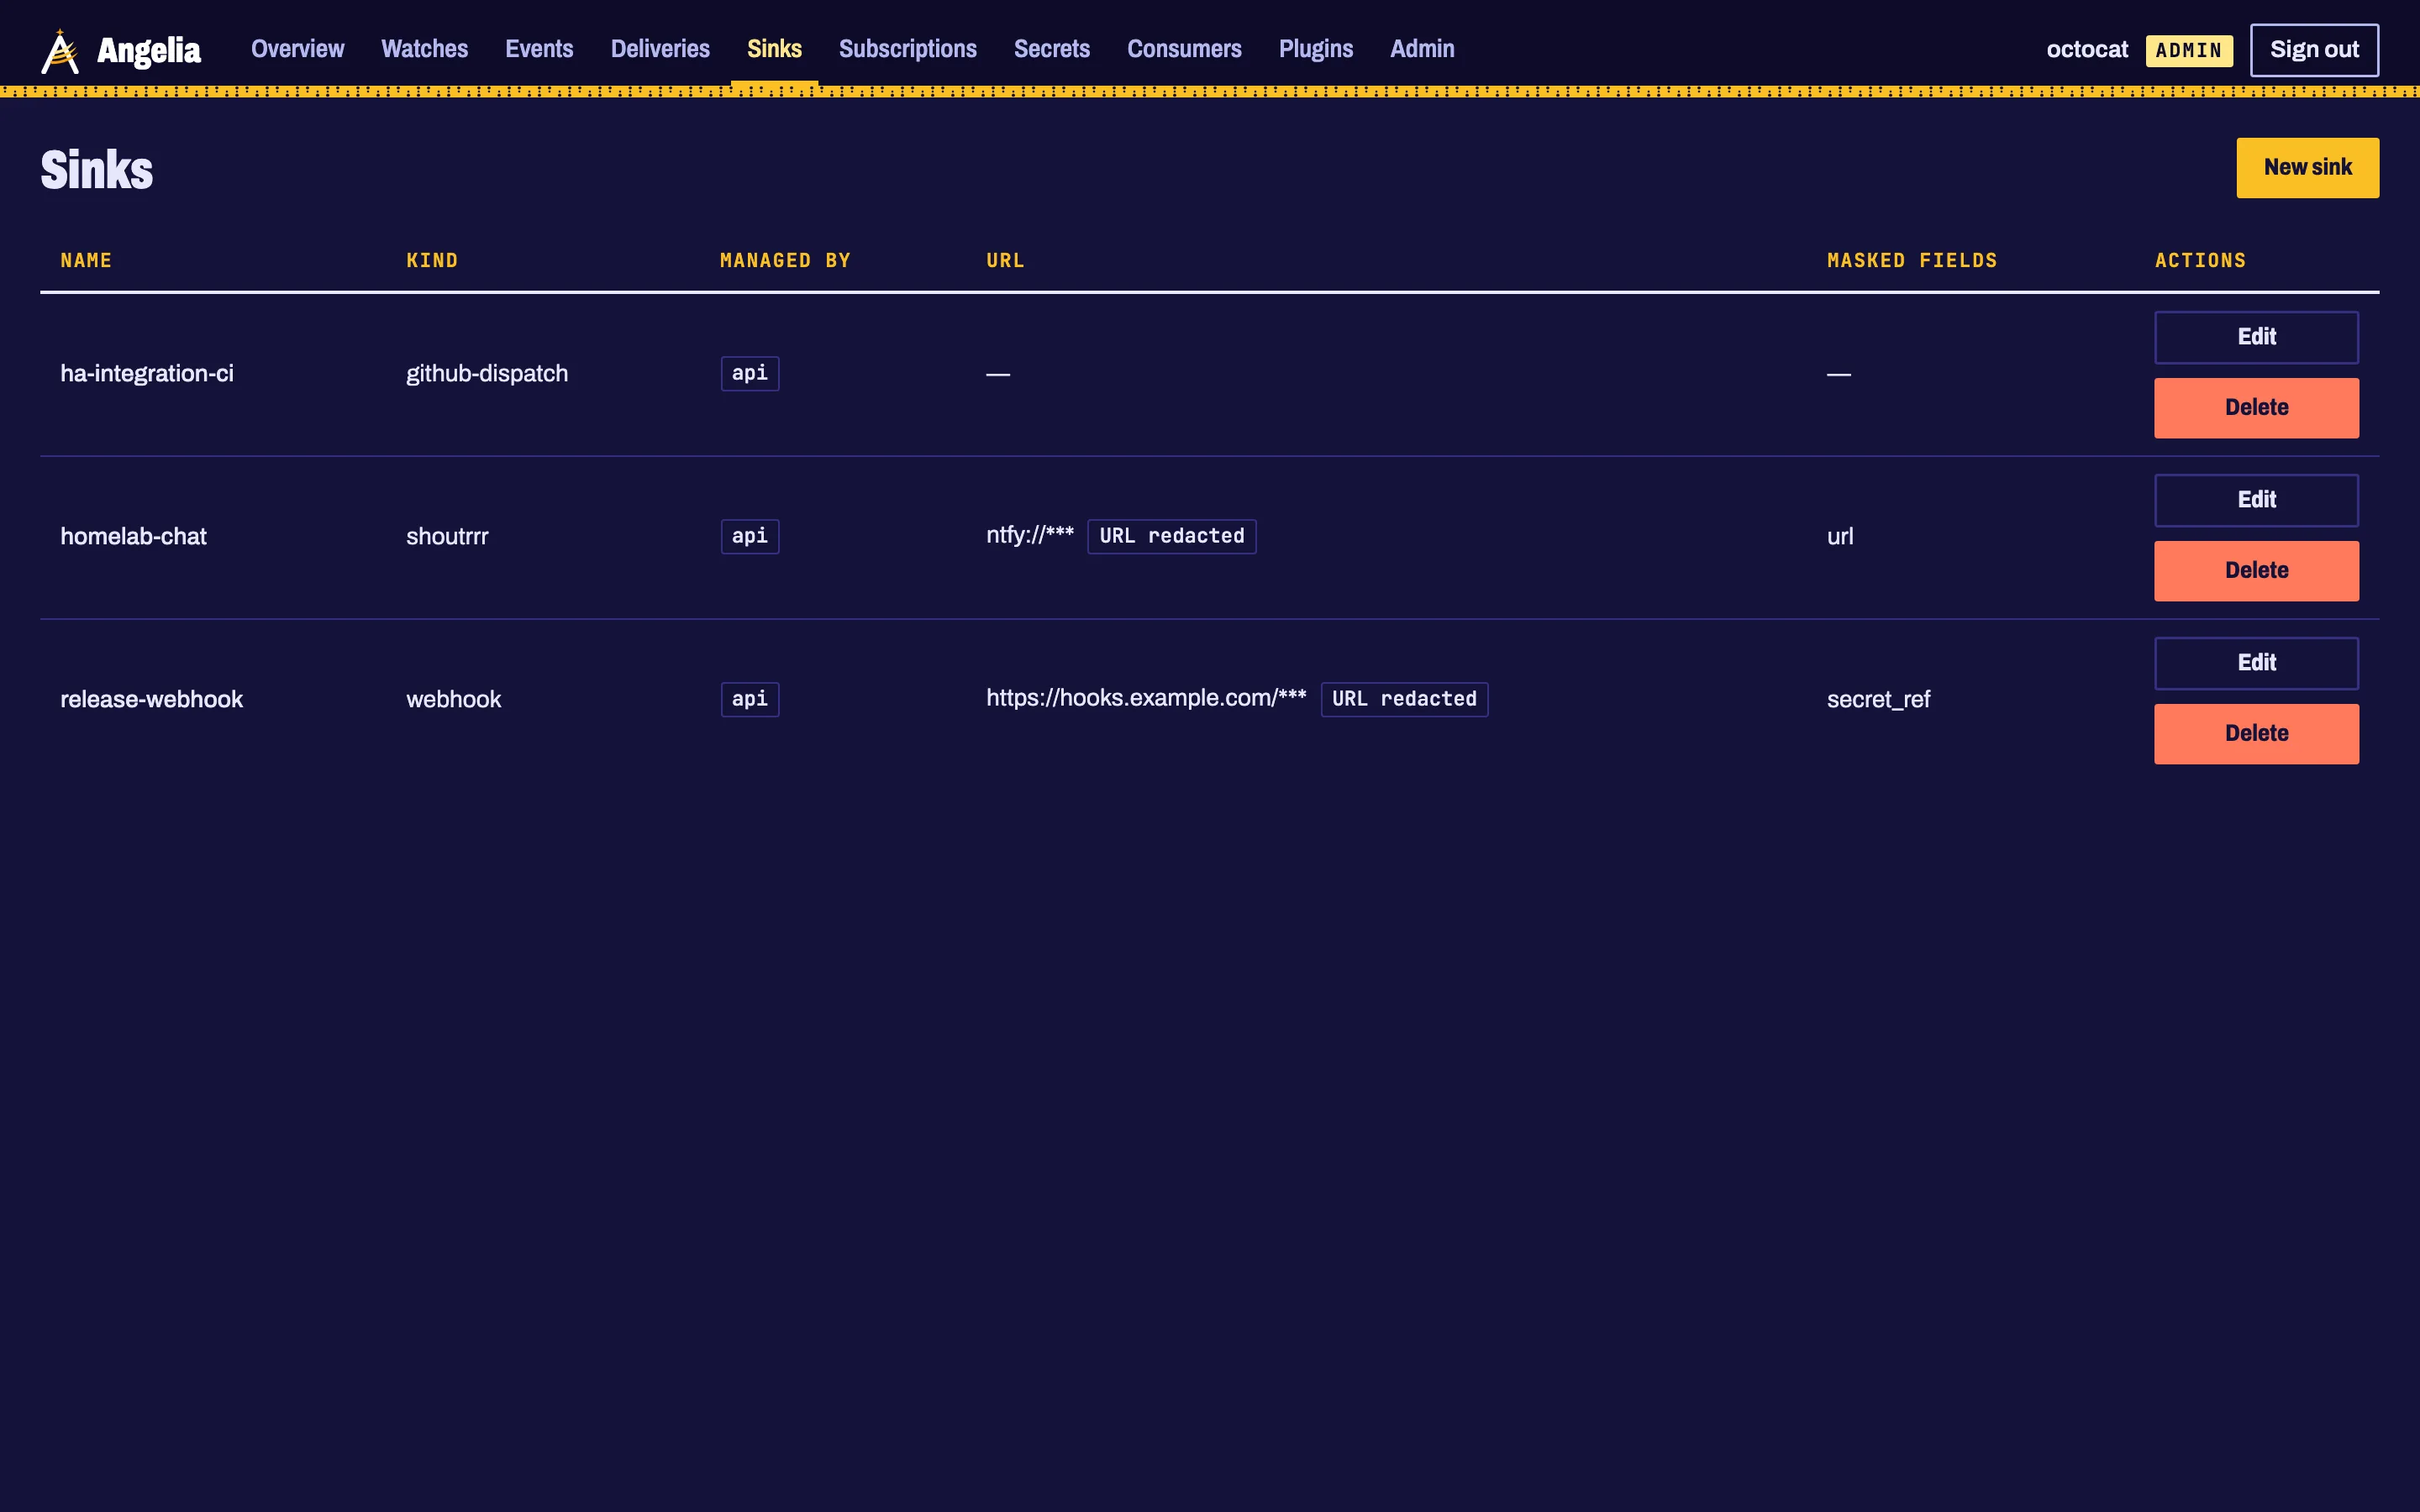 Angelia Overview Watches Events Deliveries Sinks Subscriptions Secrets Consumers Plugins Admin octocat ADMIN Sign out
Sinks New sink
NAME KIND MANAGED BY URL MASKED FIELDS ACTIONS
ha-integration-ci github-dispatch api — — Edit
Delete
homelab-chat shoutrrr api ntfy://*** URL redacted url Edit
Delete
release-webhook webhook api https://hooks.example.com/*** URL redacted secret_ref Edit
Delete